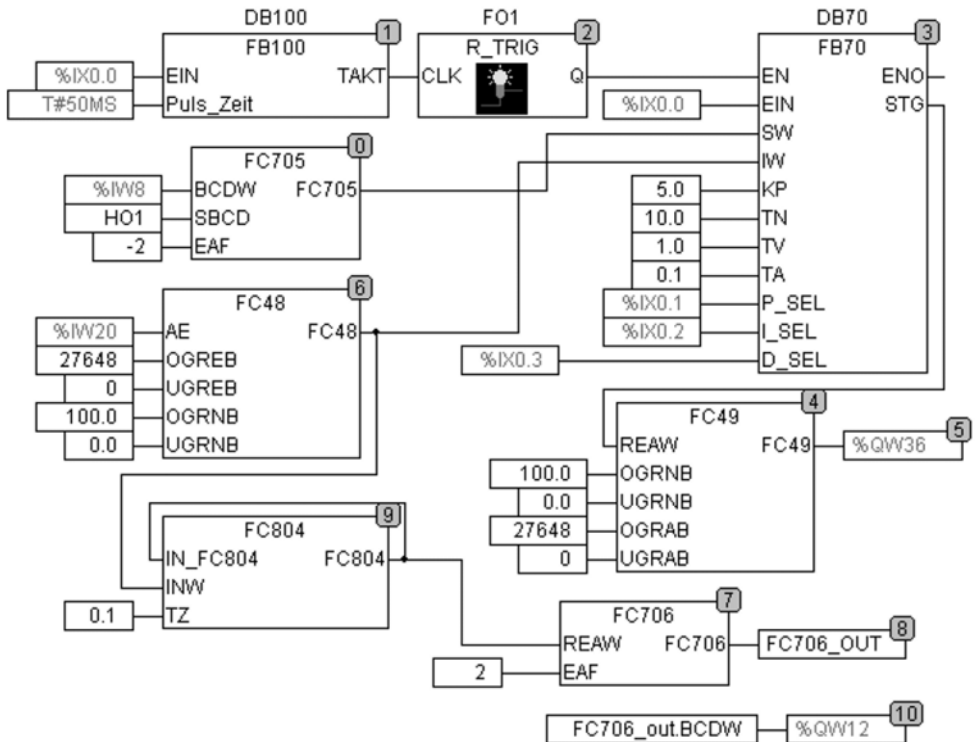 DB100 FO1 DB70
1 2 3
FB100 R_TRIG FB70
%IX0.0 EIN TAKT CLK Q EN ENO
T#50MS Puls_Zeit %IX0.0 EIN STG
0 SW
FC705 IW
%IW8 BCDW FC705 5.0 KP
HO1 SBCD 10.0 TN
-2 EAF 1.0 TV
0.1 TA
6 %IX0.1 P_SEL
FC48 %IX0.2 I_SEL
%IW20 AE FC48 %IX0.3 D_SEL
27648 OGREB
0 UGREB 4
100.0 OGRNB FC49 5
0.0 UGRNB REAW FC49 %QW36
100.0 OGRNB
0.0 UGRNB
9 27648 OGRAB
FC804 0 UGRAB
IN_FC804 FC804
INW 7
0.1 TZ FC706 8
REAW FC706 FC706_OUT
2 EAF
10
FC706_out.BCDW %QW12